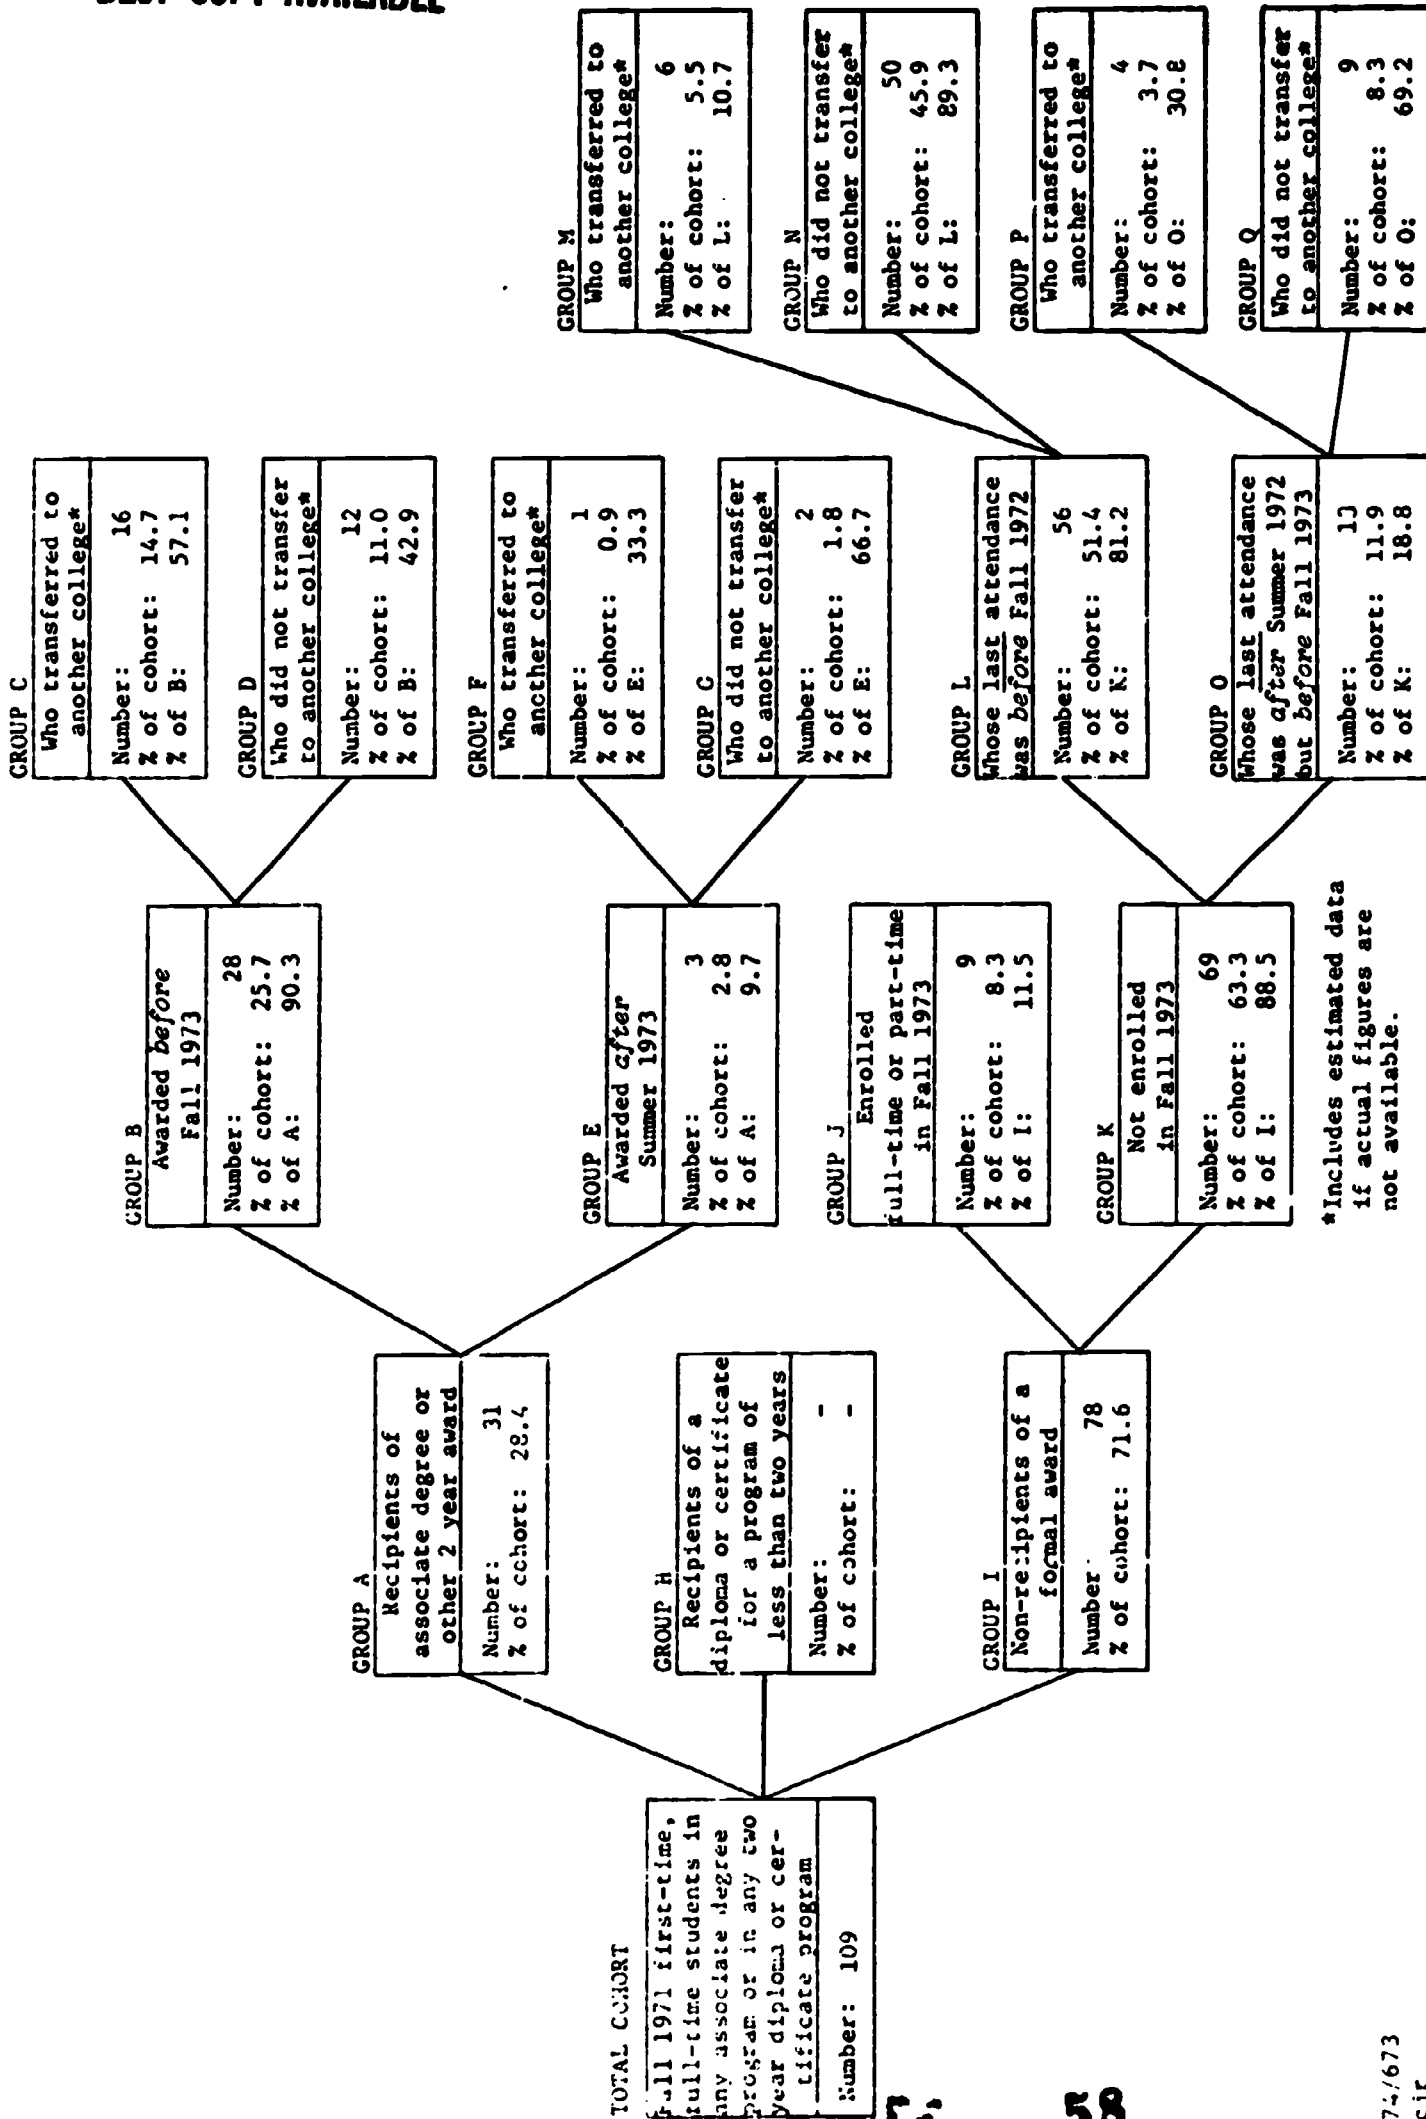 BEST COPY AVAILABLE
TOTAL COHORT
Fall 1971 first-time,
full-time students in
any associate degree
program or in any two
year diploma or cer-
tificate program
Number: 109
GROUP A
Recipients of
associate degree or
other 2 year award
Number: 31
% of cohort: 28.4
GROUP H
Recipients of a
diploma or certificate
for a program of
less than two years
Number: -
% of cohort: -
GROUP I
Non-recipients of a
formal award
Number 78
% of cohort: 71.6
GROUP B
Awarded before
Fall 1973
Number: 28
% of cohort: 25.7
% of A: 90.3
GROUP E
Awarded after
Summer 1973
Number: 3
% of cohort: 2.8
% of A: 9.7
GROUP J
Enrolled
full-time or part-time
in Fall 1973
Number: 9
% of cohort: 8.3
% of I: 11.5
GROUP K
Not enrolled
in Fall 1973
Number: 69
% of cohort: 63.3
% of I: 88.5
*Includes estimated data
if actual figures are
not available.
GROUP C
Who transferred to
another college*
Number: 16
% of cohort: 14.7
% of B: 57.1
GROUP D
Who did not transfer
to another college*
Number: 12
% of cohort: 11.0
% of B: 42.9
GROUP F
Who transferred to
another college*
Number: 1
% of cohort: 0.9
% of E: 33.3
GROUP G
Who did not transfer
to another college*
Number: 2
% of cohort: 1.8
% of E: 66.7
GROUP L
Whose last attendance
was before Fall 1972
Number: 56
% of cohort: 51.4
% of K: 81.2
GROUP O
Whose last attendance
was after Summer 1972
but before Fall 1973
Number: 13
% of cohort: 11.9
% of K: 18.8
GROUP M
Who transferred to
another college*
Number: 6
% of cohort: 5.5
% of L: 10.7
GROUP N
Who did not transfer
to another college*
Number: 50
% of cohort: 45.9
% of L: 89.3
GROUP P
Who transferred to
another college*
Number: 4
% of cohort: 3.7
% of O: 30.8
GROUP Q
Who did not transfer
to another college*
Number: 9
% of cohort: 8.3
% of O: 69.2
74/673